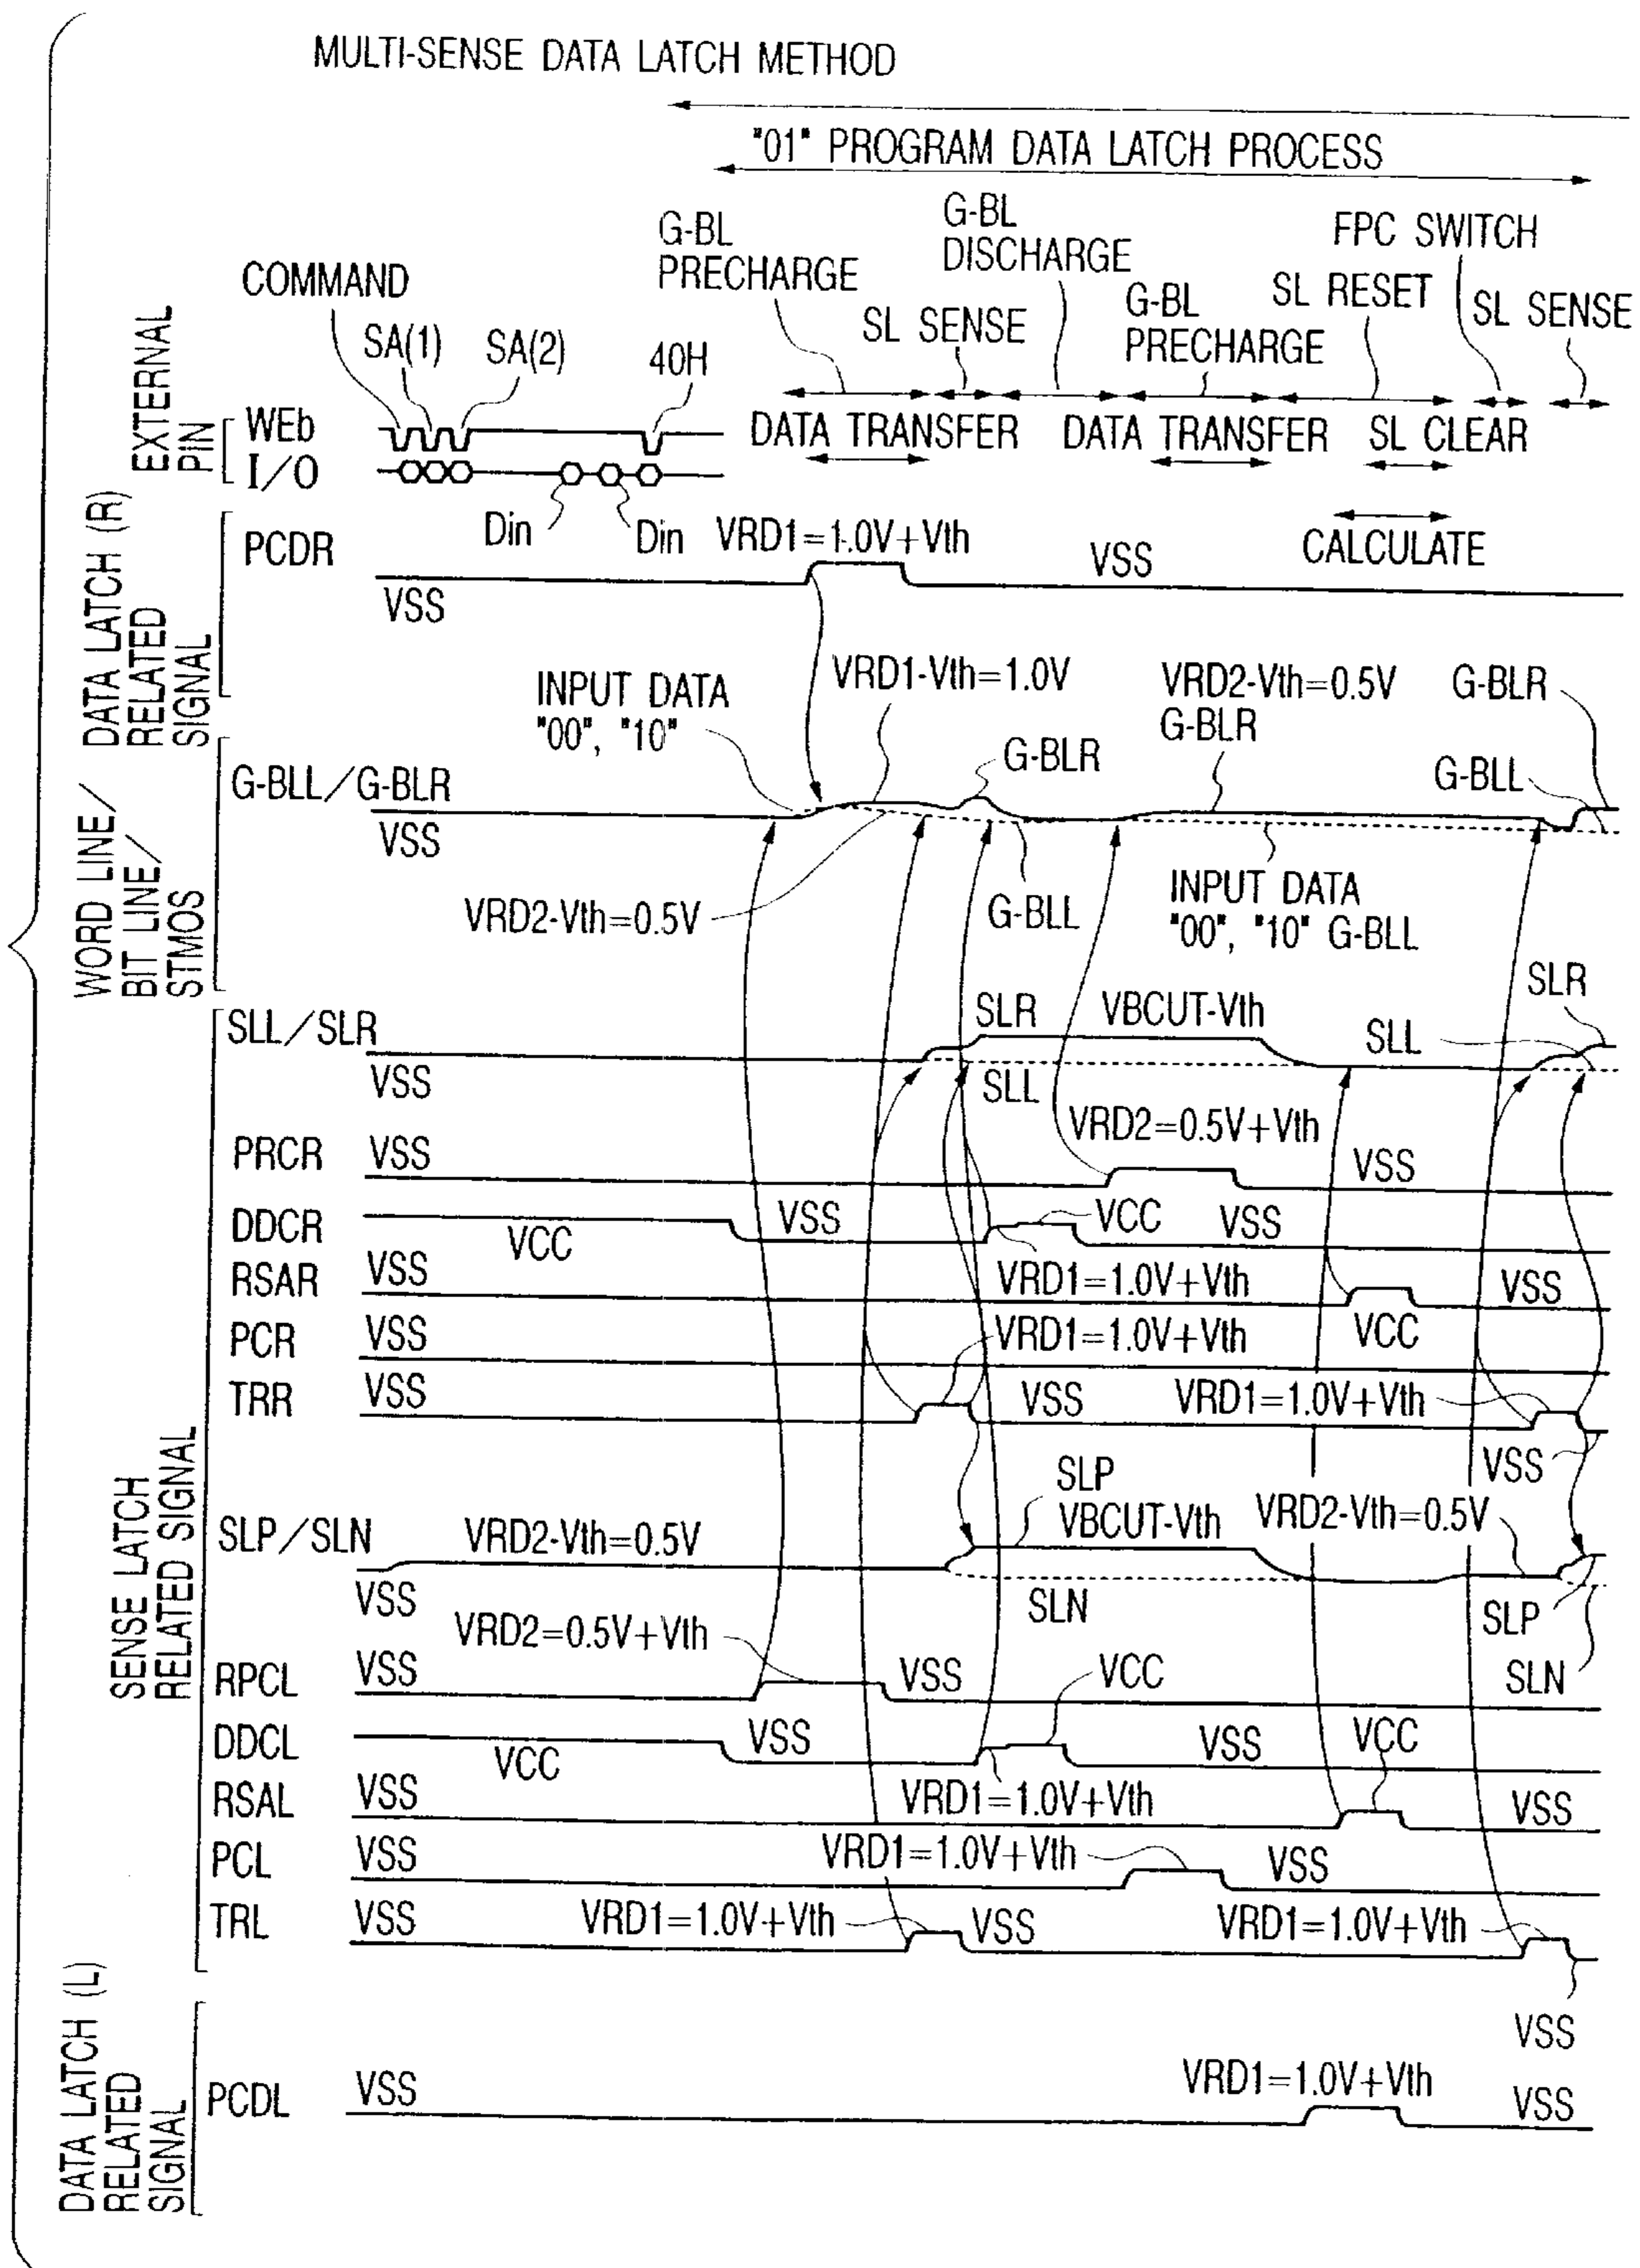 MULTI-SENSE DATA LATCH METHOD
"01" PROGRAM DATA LATCH PROCESS
G-BL
PRECHARGE
G-BL
DISCHARGE
FPC SWITCH
COMMAND
SL SENSE
G-BL
PRECHARGE
SL RESET
SL SENSE
SA(1)
SA(2)
40H
EXTERNAL
PIN
WEb
I/O
DATA TRANSFER
DATA TRANSFER
SL CLEAR
Din
Din
CALCULATE
DATA LATCH (R)
RELATED
SIGNAL
PCDR
VSS
VRD1=1.0V+Vth
VSS
WORD LINE/
BIT LINE/
STMOS
INPUT DATA
"00", "10"
VRD1-Vth=1.0V
VRD2-Vth=0.5V
G-BLR
G-BLR
G-BLL/G-BLR
VSS
G-BLR
G-BLL
VRD2-Vth=0.5V
G-BLL
INPUT DATA
"00", "10" G-BLL
SENSE LATCH
RELATED SIGNAL
SLL/SLR
VSS
SLR
VBCUT-Vth
SLL
SLL
SLR
PRCR
VSS
VRD2=0.5V+Vth
VSS
DDCR
VCC
VSS
VCC
VSS
VRD1=1.0V+Vth
RSAR
VSS
VCC
VSS
PCR
VSS
VRD1=1.0V+Vth
TRR
VSS
VSS
VRD1=1.0V+Vth
VSS
SLP/SLN
VSS
VRD2-Vth=0.5V
SLP
VBCUT-Vth
SLN
VRD2-Vth=0.5V
SLP
SLN
VRD2=0.5V+Vth
RPCL
VSS
VSS
DDCL
VCC
VSS
VCC
VSS
VRD1=1.0V+Vth
RSAL
VSS
VCC
VSS
PCL
VSS
VRD1=1.0V+Vth
VSS
TRL
VSS
VRD1=1.0V+Vth
VSS
VRD1=1.0V+Vth
VSS
DATA LATCH (L)
RELATED
SIGNAL
PCDL
VSS
VRD1=1.0V+Vth
VSS